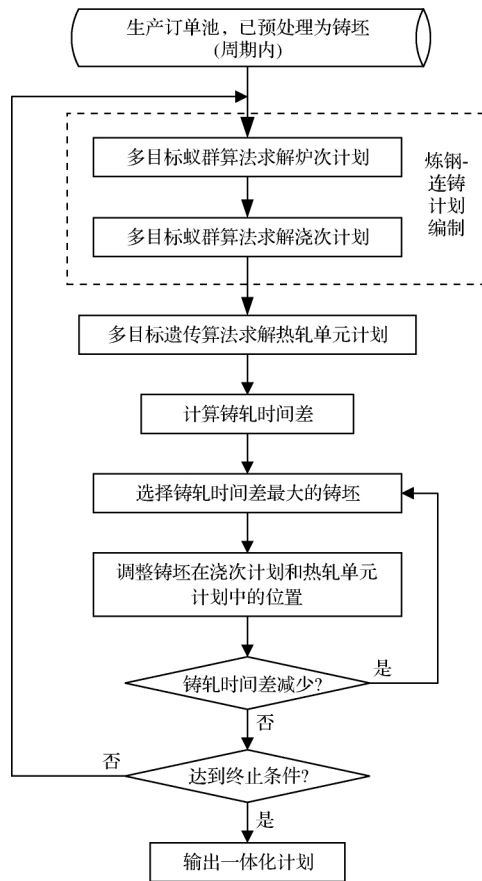 生产订单池，已预处理为铸坯
(周期内)
多目标蚁群算法求解炉次计划
炼钢-
连铸
计划
编制
多目标蚁群算法求解浇次计划
多目标遗传算法求解热轧单元计划
计算铸轧时间差
选择铸轧时间差最大的铸坯
调整铸坯在浇次计划和热轧单元
计划中的位置
铸轧时间差减少?
是
否
否
达到终止条件?
是
输出一体化计划